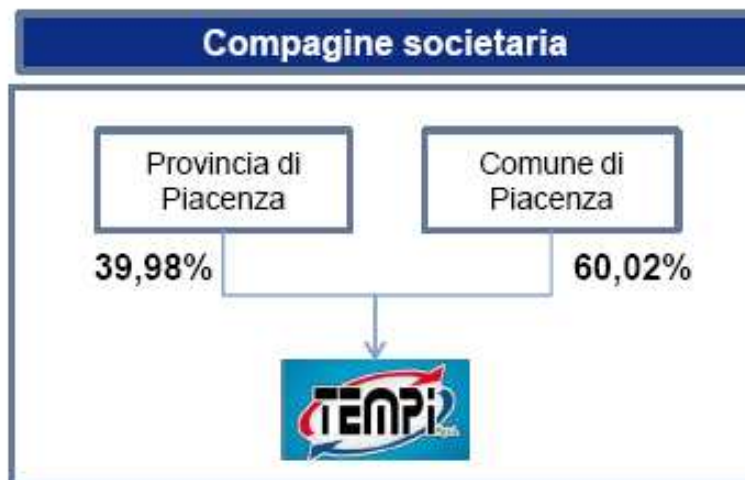 Compagine societaria
Provincia di
Piacenza
Comune di
Piacenza
39,98%
60,02%
TEMPi